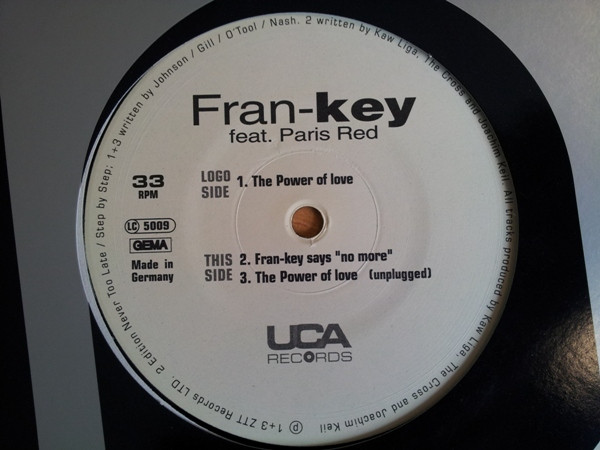 Fran-key
feat. Paris Red
33
RPM
LOGO
SIDE
1. The Power of love
LC 5009
GEMA
Made in
Germany
THIS
SIDE
2. Fran-key says "no more"
3. The Power of love (unplugged)
UCA
RECORDS
℗ 1+3 ZTT Records LTD. 2 Edition Never Too Late / Step by Step; 1+3 written by Johnson / Gill / O'Tool / Nash. 2 written by Kaw Liga, The Cross and Joachim Keil. All tracks produced by Kaw Liga, The Cross and Joachim Keil